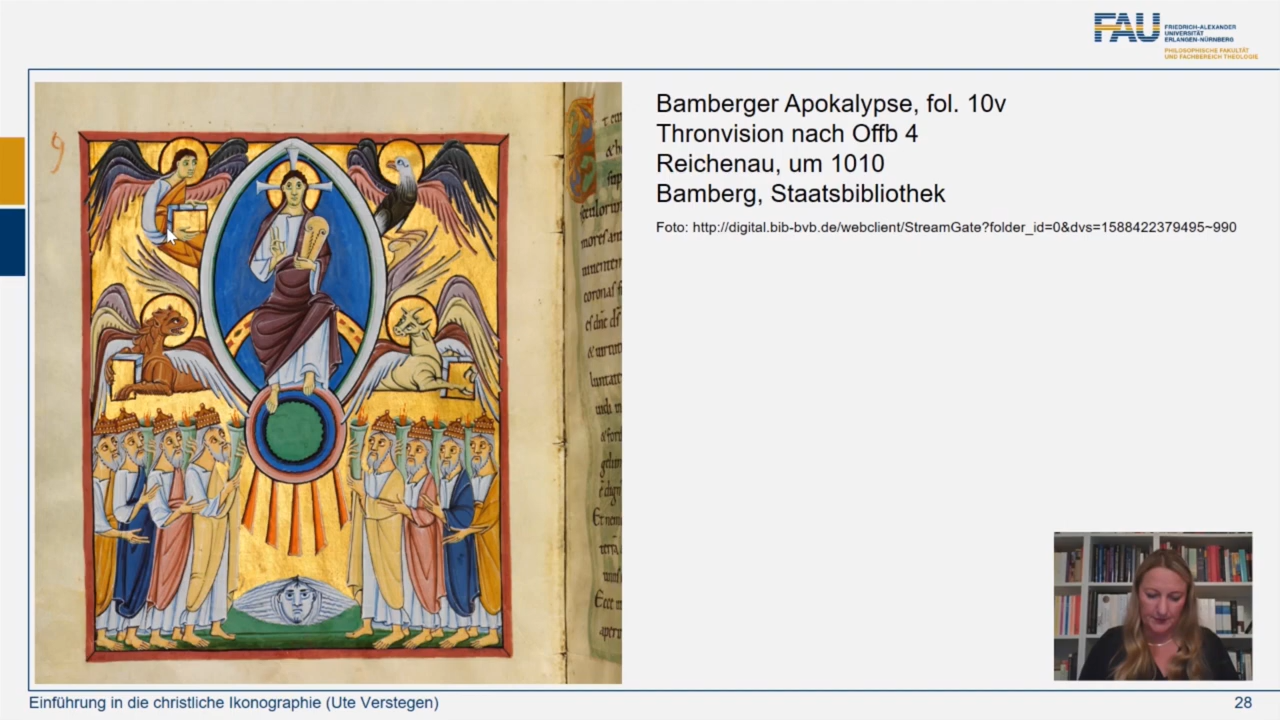 FAU
FRIEDRICH-ALEXANDER
UNIVERSITÄT
ERLANGEN-NÜRNBERG
PHILOSOPHISCHE FAKULTÄT
UND FACHBEREICH THEOLOGIE
Bamberger Apokalypse, fol. 10v
Thronvision nach Offb 4
Reichenau, um 1010
Bamberg, Staatsbibliothek
Foto: http://digital.bib-bvb.de/webclient/StreamGate?folder_id=0&dvs=1588422379495~990
Einführung in die christliche Ikonographie (Ute Verstegen)
28